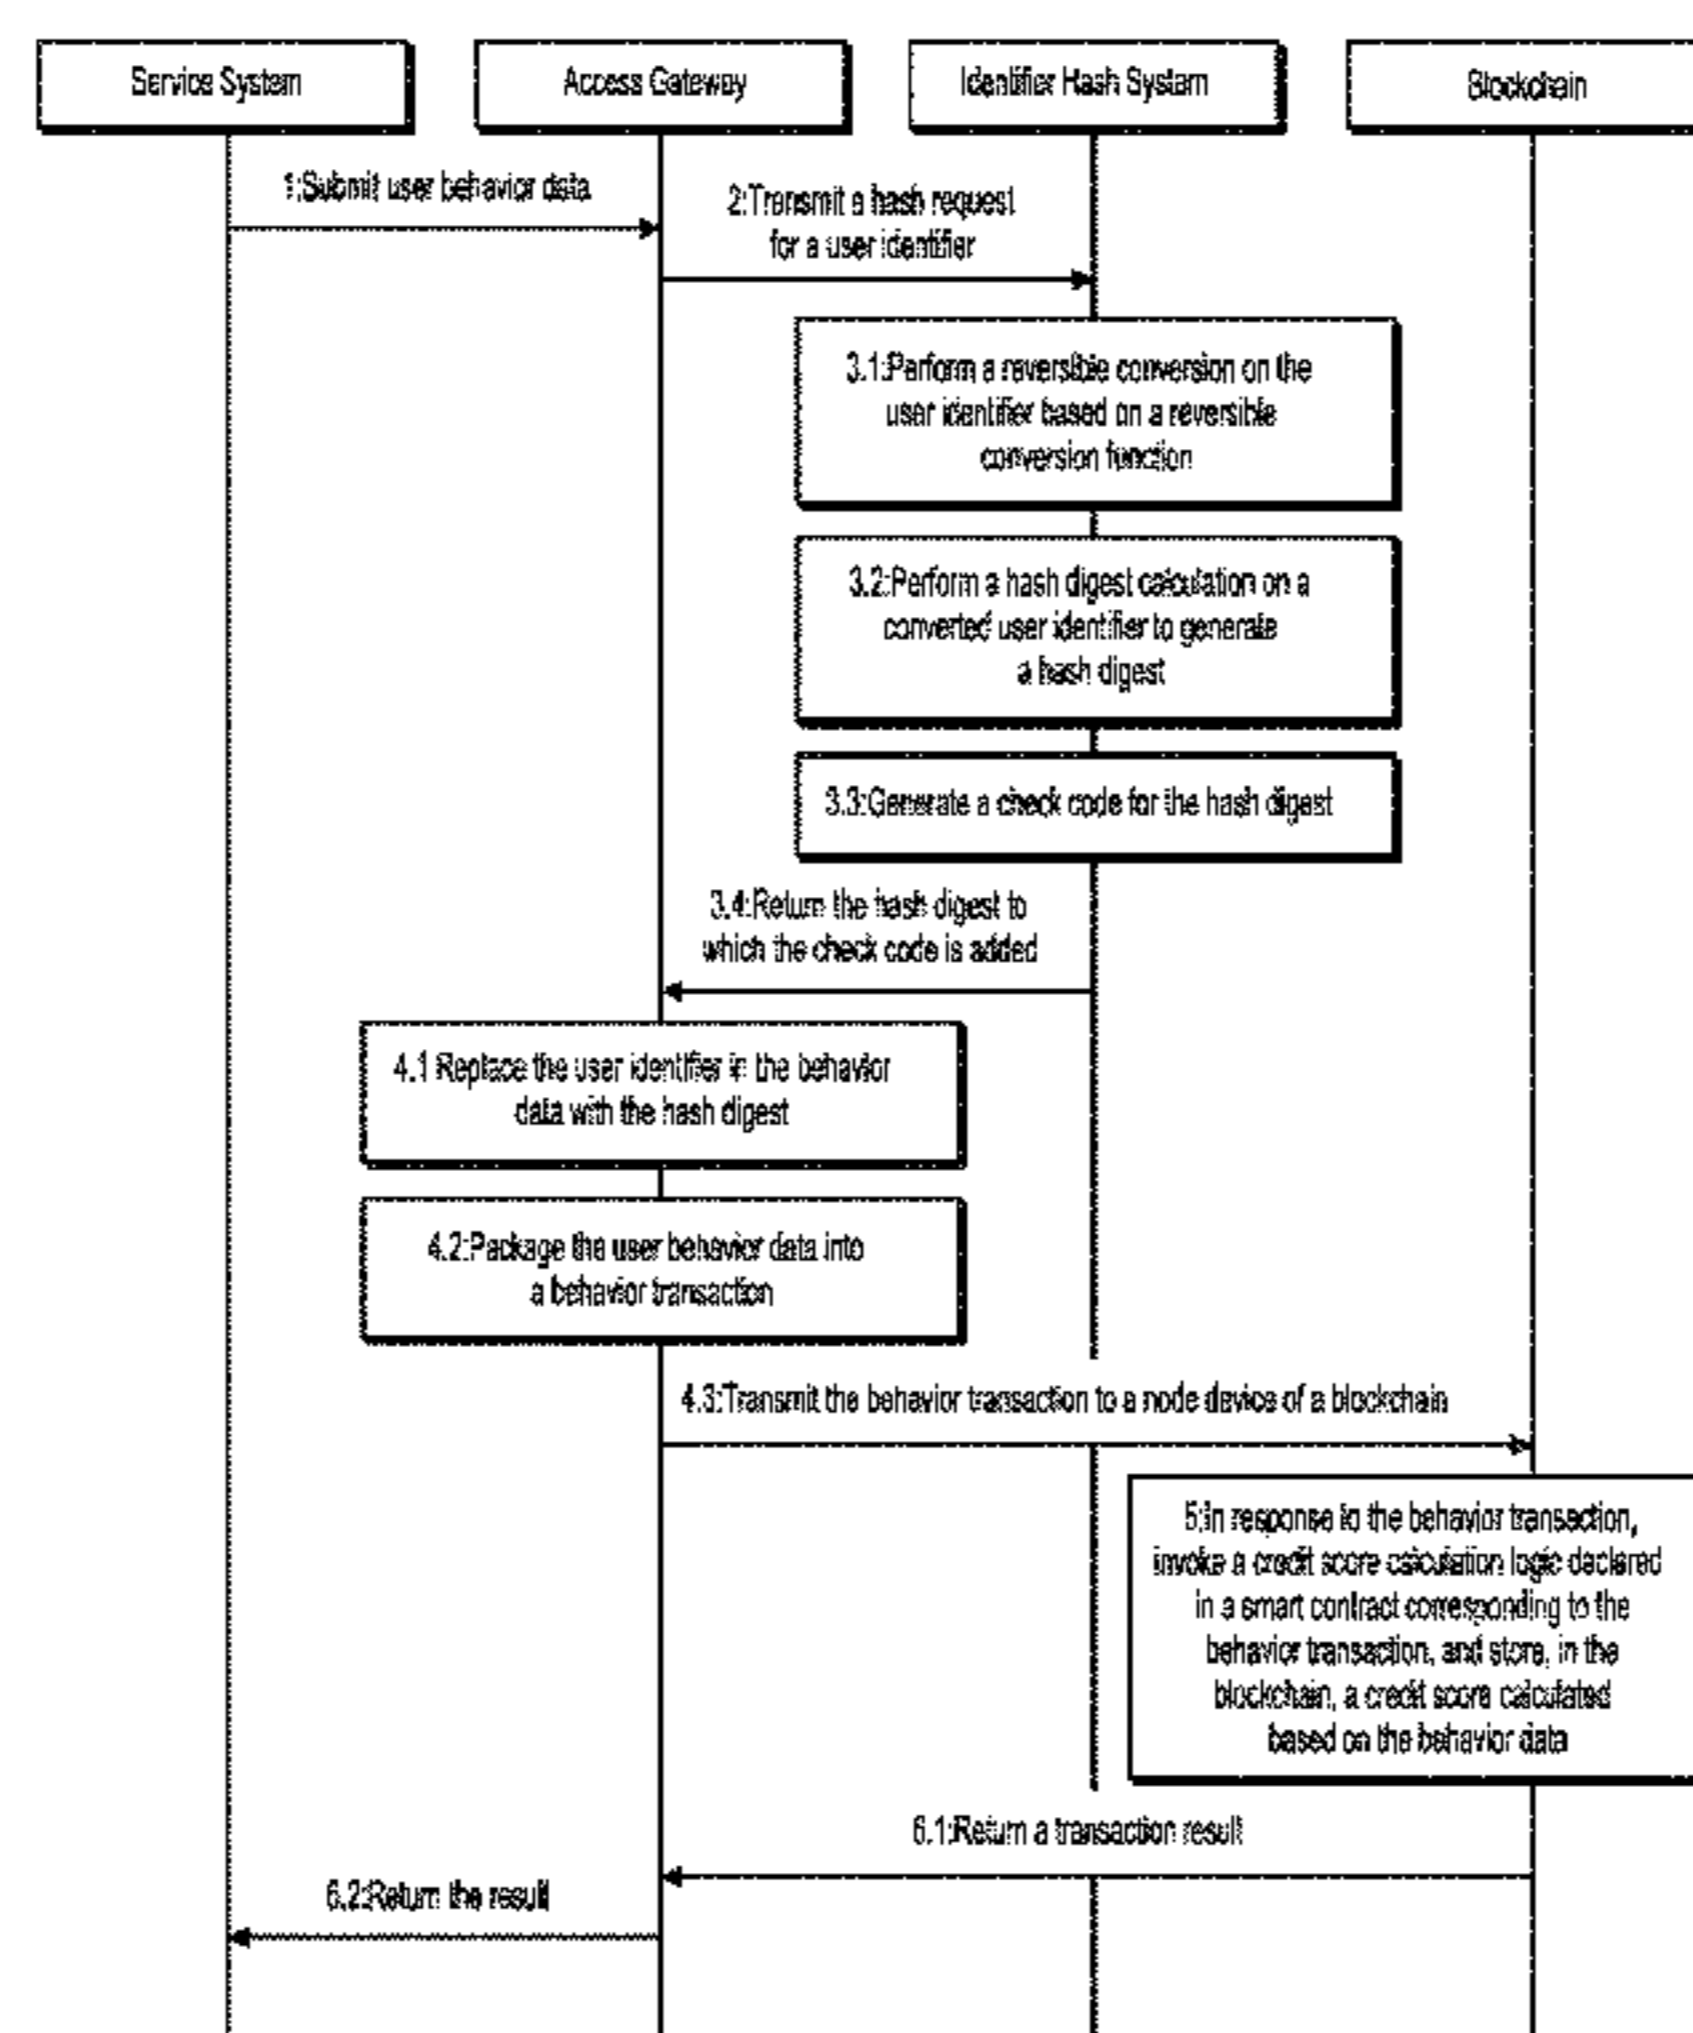 Service System
Access Gateway
Identifier Hash System
Blockchain
1:Submit user behavior data
2:Transmit a hash request
for a user identifier
3.1:Perform a reversible conversion on the
user identifier based on a reversible
conversion function
3.2:Perform a hash digest calculation on a
converted user identifier to generate
a hash digest
3.3:Generate a check code for the hash digest
3.4:Return the hash digest to
which the check code is added
4.1 Replace the user identifier in the behavior
data with the hash digest
4.2:Package the user behavior data into
a behavior transaction
4.3:Transmit the behavior transaction to a node device of a blockchain
5:In response to the behavior transaction,
invoke a credit score calculation logic declared
in a smart contract corresponding to the
behavior transaction, and store, in the
blockchain, a credit score calculated
based on the behavior data
6.1:Return a transaction result
6.2:Return the result